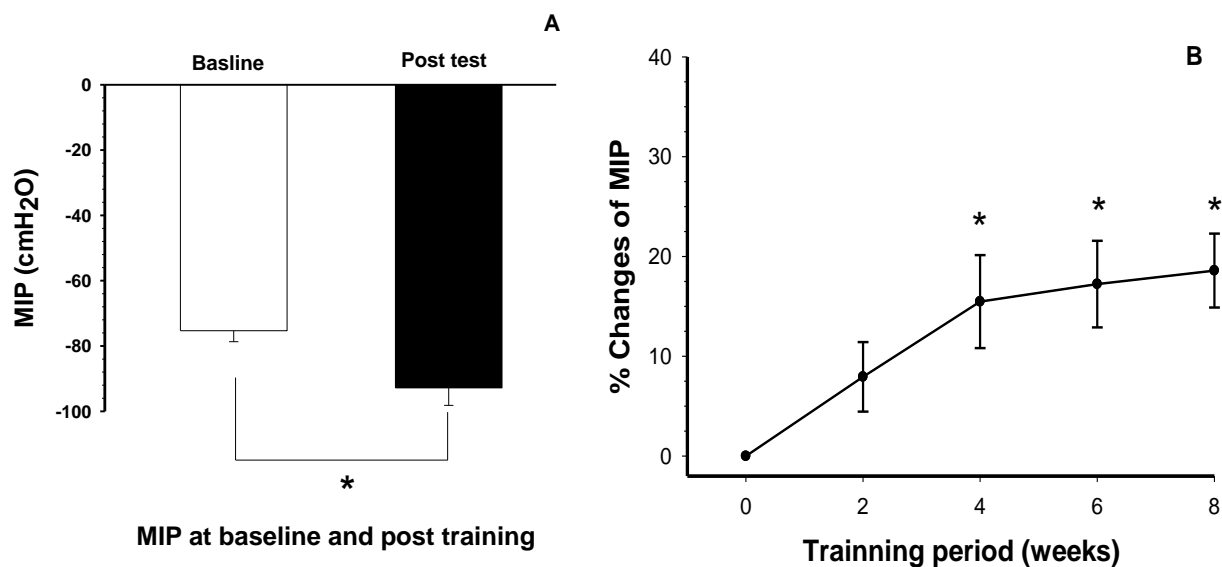 A
Basline
Post test
0
-20
-40
-60
-80
-100
MIP (cmH₂O)
*
MIP at baseline and post training
B
40
30
20
10
0
% Changes of MIP
* * *
0 2 4 6 8
Trainning period (weeks)